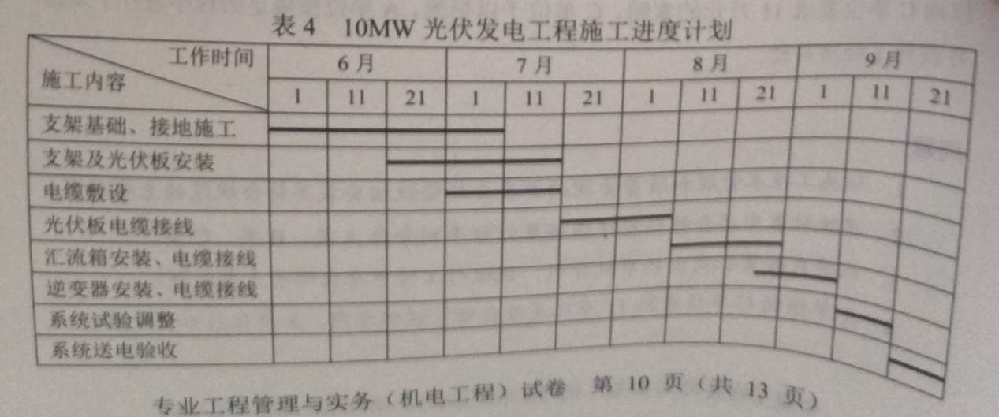 表4 10MW光伏发电工程施工进度计划
工作时间 6月 7月 8月 9月
施工内容
1 11 21 1 11 21 1 11 21 1 11 21
支架基础、接地施工
支架及光伏板安装
电缆敷设
光伏板电缆接线
汇流箱安装、电缆接线
逆变器安装、电缆接线
系统试验调整
系统送电验收
专业工程管理与实务（机电工程）试卷 第 10 页（共 13 页）